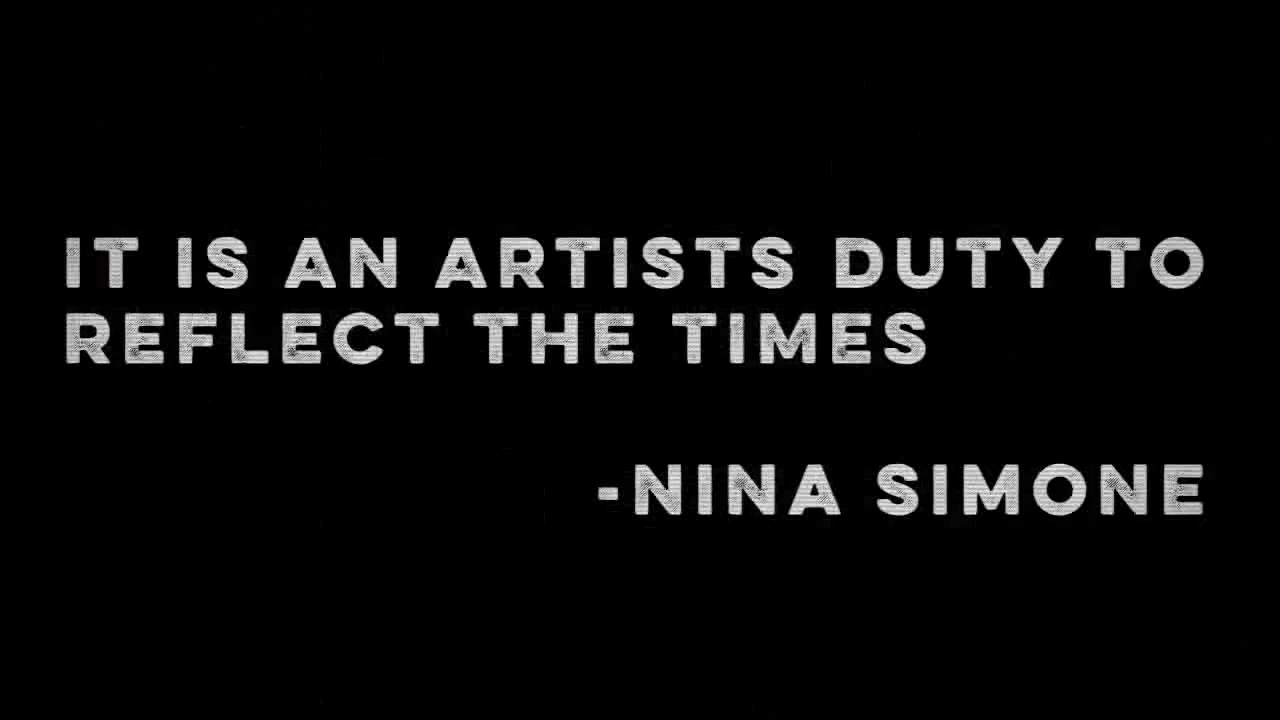 IT IS AN ARTISTS DUTY TO
REFLECT THE TIMES
-NINA SIMONE